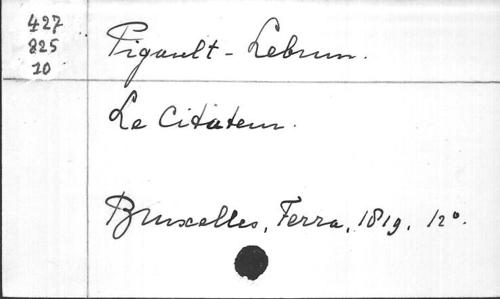 427
825
10
Pigault-Lebrun.
Le Citateur.
Bruxelles, Ferra, 1819. 12°.